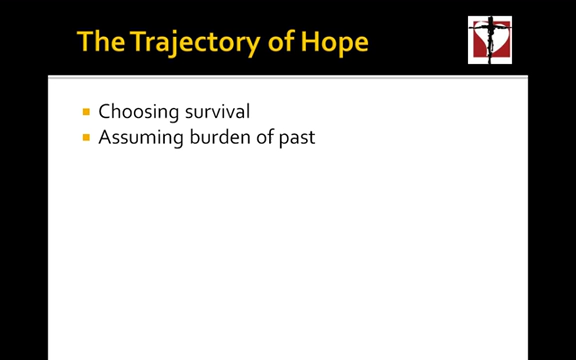 The Trajectory of Hope
Choosing survival
Assuming burden of past